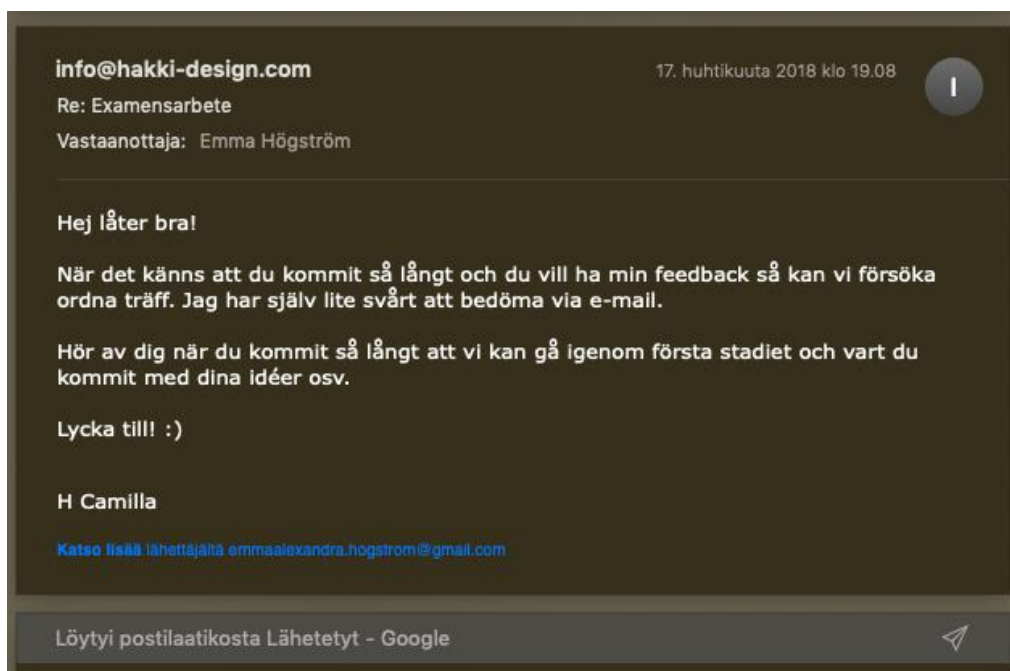 info@hakki-design.com
17. huhtikuuta 2018 klo 19.08
I
Re: Examensarbete
Vastaanottaja: Emma Högström
Hej låter bra!
När det känns att du kommit så långt och du vill ha min feedback så kan vi försöka
ordna träff. Jag har själv lite svårt att bedöma via e-mail.
Hör av dig när du kommit så långt att vi kan gå igenom första stadiet och vart du
kommit med dina idéer osv.
Lycka till! :)
H Camilla
Katso lisää lähettäjältä emmaalexandra.hogstrom@gmail.com
Löytyi postilaatikosta Lähetetyt – Google